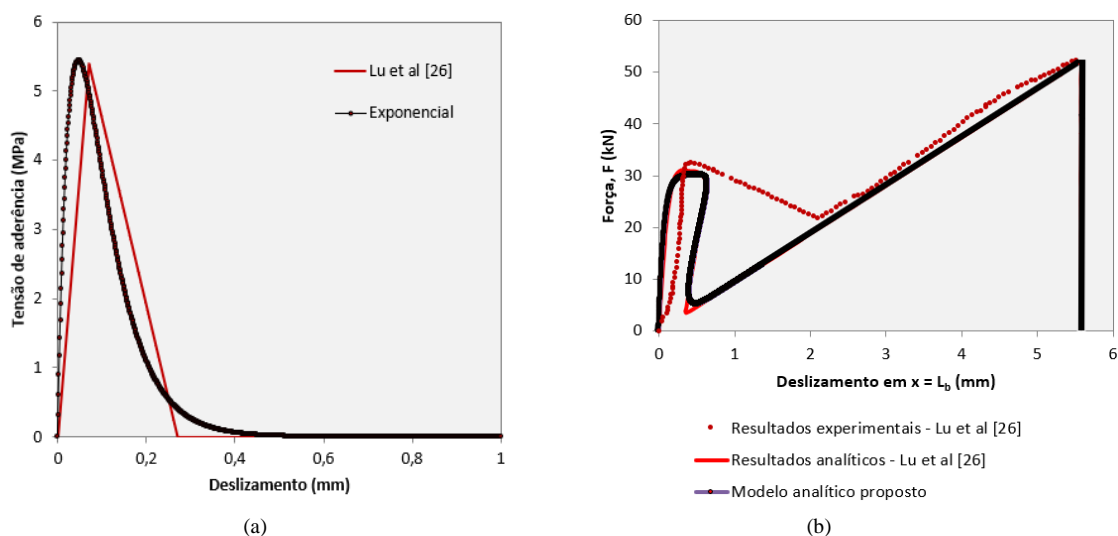 6
5
4
3
2
1
0
Tensão de aderência (MPa)
Lu et al [26]
Exponencial
0
0,2
0,4
0,6
0,8
1
Deslizamento (mm)
(a)
60
50
40
30
20
10
0
Força, F (kN)
0
1
2
3
4
5
6
Deslizamento em x = Lb (mm)
Resultados experimentais - Lu et al [26]
Resultados analíticos - Lu et al [26]
Modelo analítico proposto
(b)